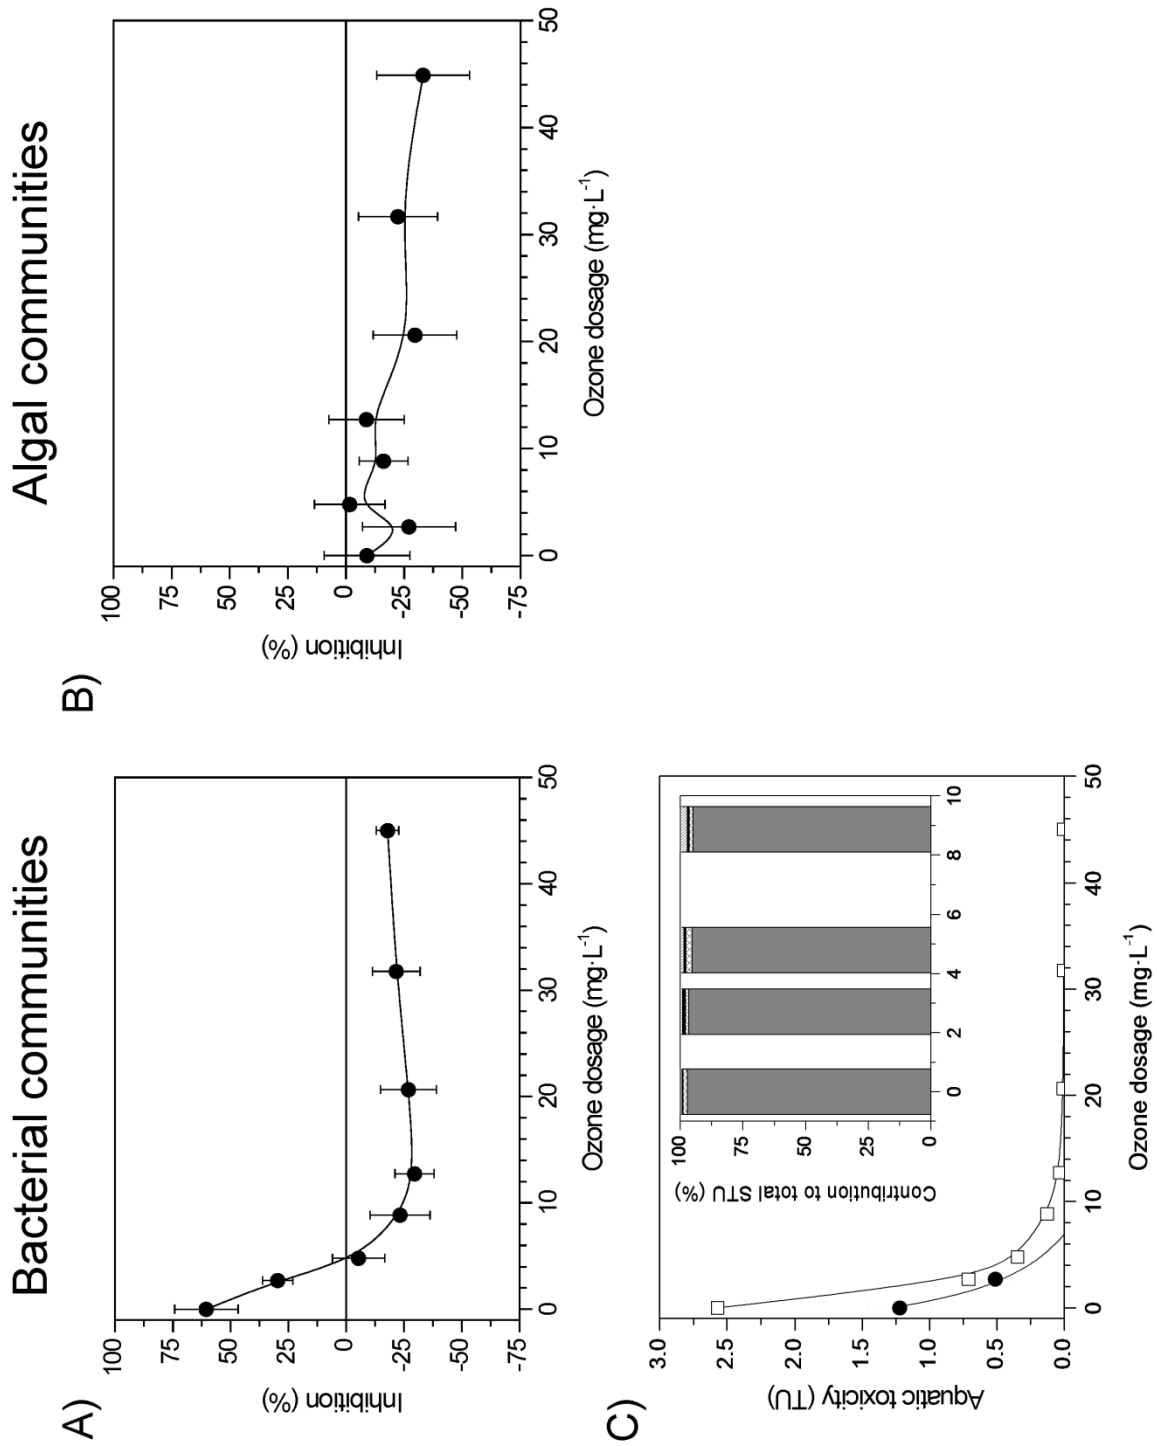 Bacterial communities
A)
100
75
50
25
0
-25
-50
-75
Inhibition (%)
0 10 20 30 40 50
Ozone dosage (mg·L⁻¹)
Algal communities
B)
100
75
50
25
0
-25
-50
-75
Inhibition (%)
0 10 20 30 40 50
Ozone dosage (mg·L⁻¹)
C)
3.0
2.5
2.0
1.5
1.0
0.5
0.0
Aquatic toxicity (TU)
0 10 20 30 40 50
Ozone dosage (mg·L⁻¹)
100
75
50
25
0
Contribution to total STU (%)
0 2 4 6 8 10